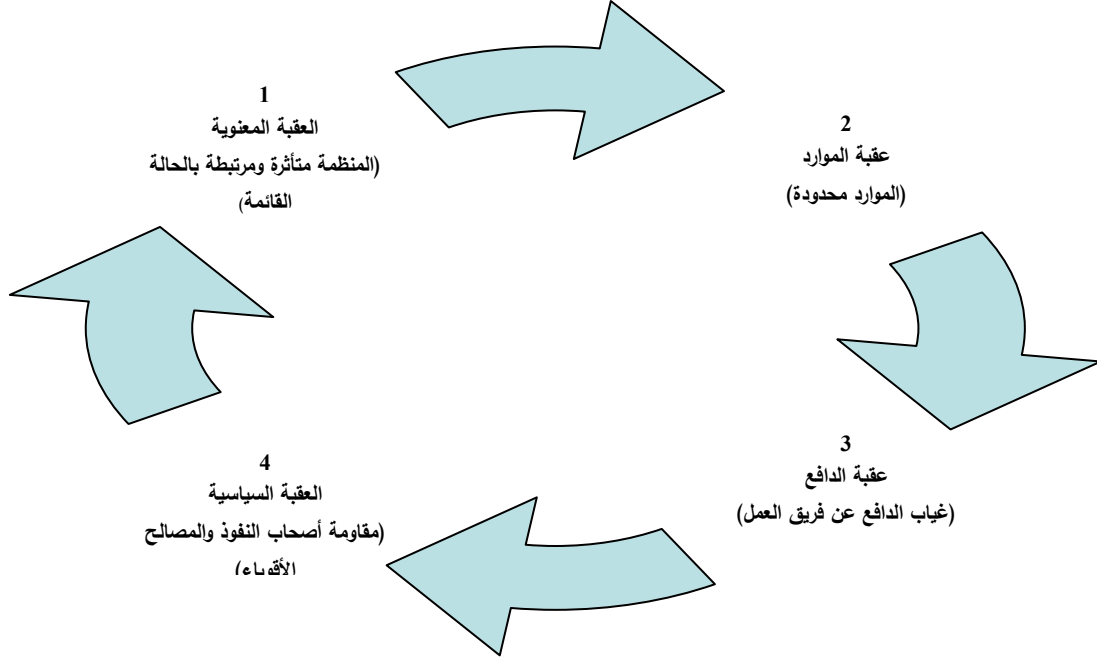 1
العقبة المعنوية
(المنظمة متأثرة ومرتبطة بالحالة
القائمة)
2
عقبة الموارد
(الموارد محدودة)
3
عقبة الدافع
(غياب الدافع عن فريق العمل)
4
العقبة السياسية
(مقاومة أصحاب النفوذ والمصالح
الأقوياء)